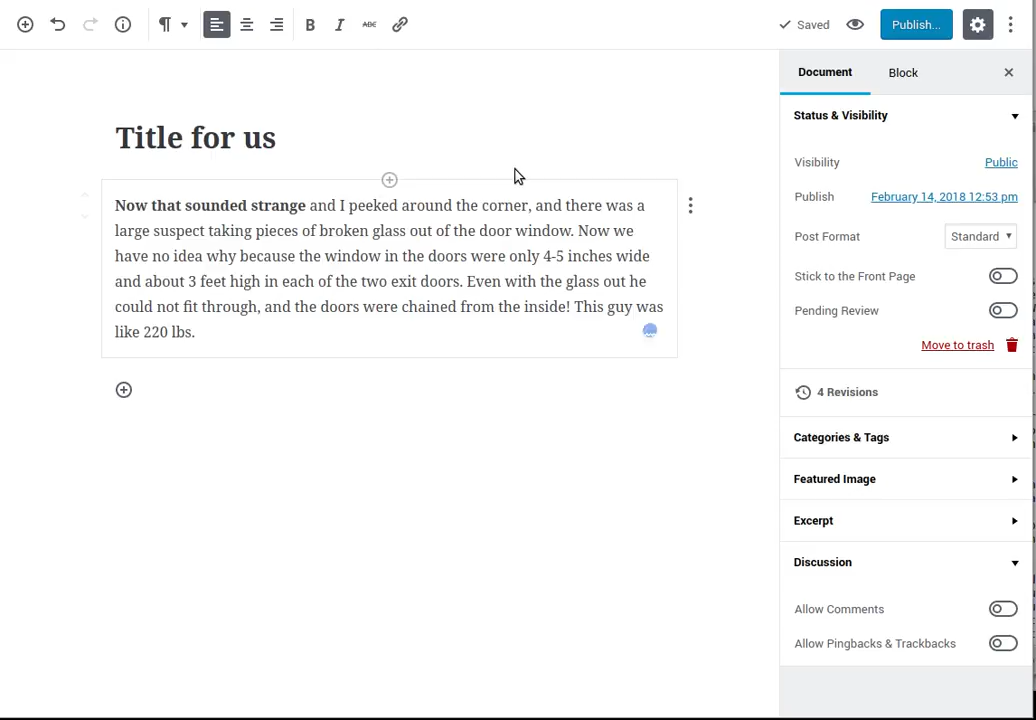 B I ABC Saved Publish...
Document Block
Status & Visibility
Visibility Public
Publish February 14, 2018 12:53 pm
Post Format Standard
Stick to the Front Page
Pending Review
Move to trash
4 Revisions
Categories & Tags
Featured Image
Excerpt
Discussion
Allow Comments
Allow Pingbacks & Trackbacks
Title for us
Now that sounded strange and I peeked around the corner, and there was a
large suspect taking pieces of broken glass out of the door window. Now we
have no idea why because the window in the doors were only 4-5 inches wide
and about 3 feet high in each of the two exit doors. Even with the glass out he
could not fit through, and the doors were chained from the inside! This guy was
like 220 lbs.